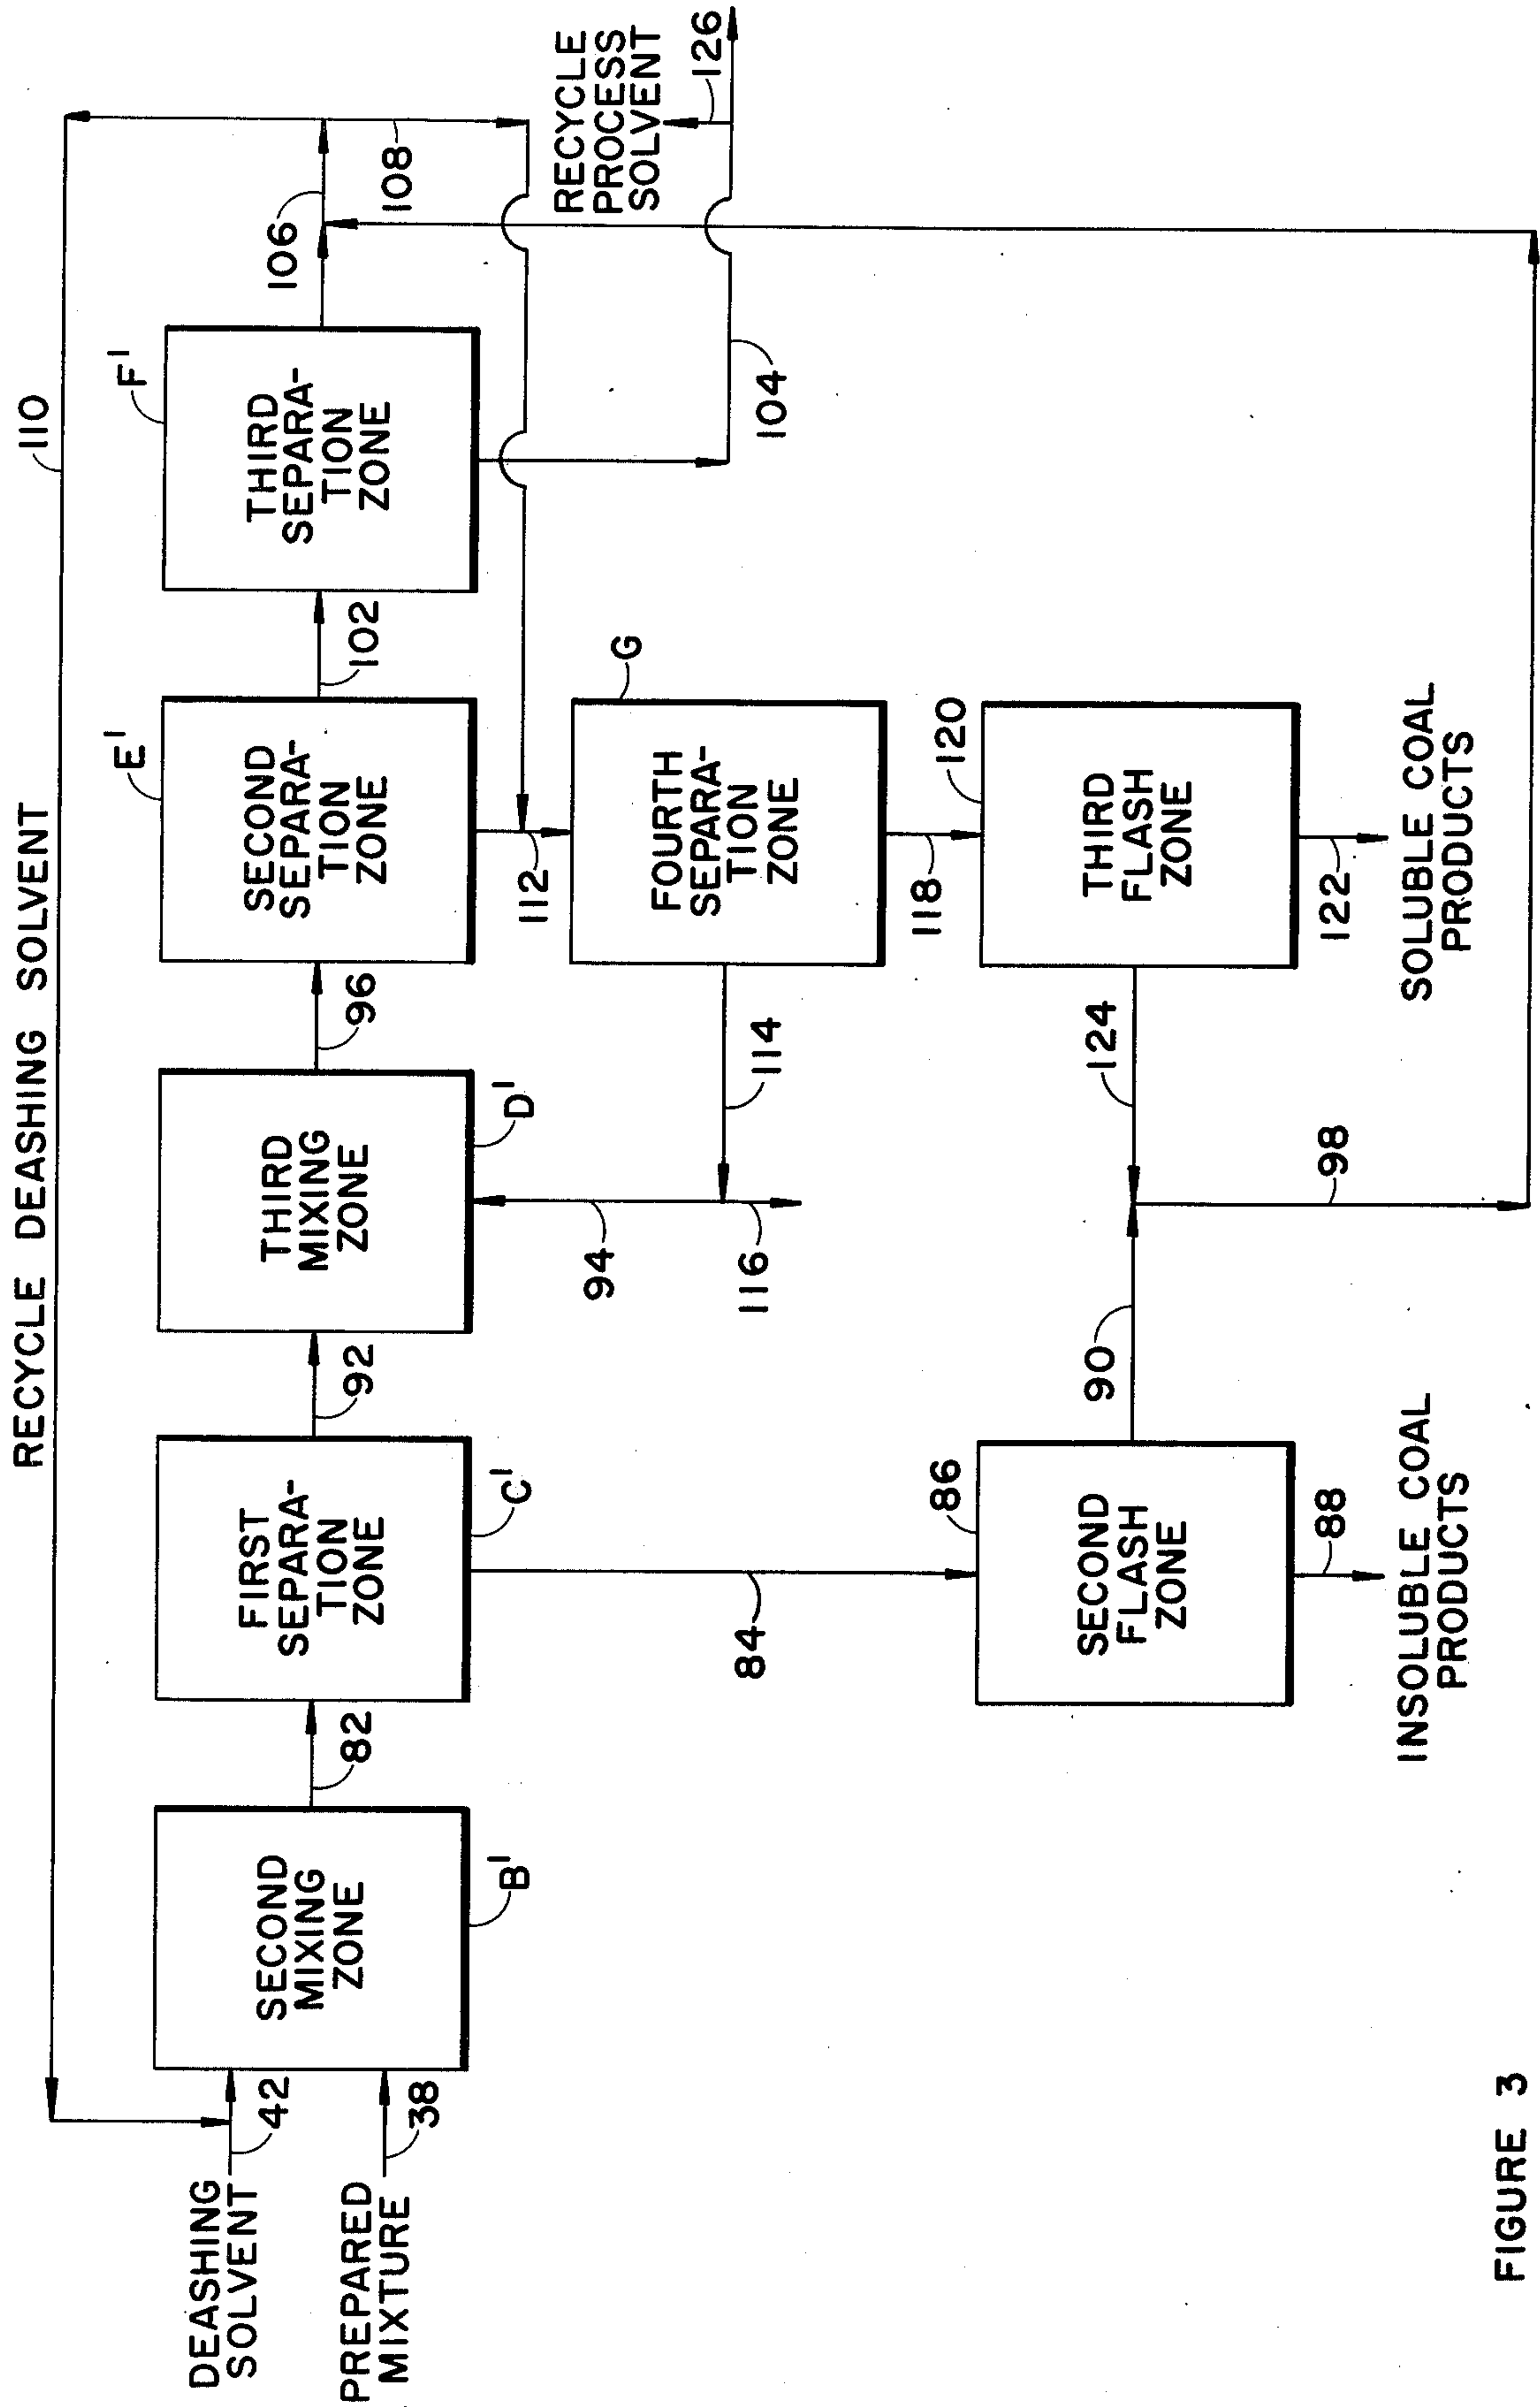 RECYCLE DEASHING SOLVENT
110
DEASHING
SOLVENT
42
PREPARED
MIXTURE
38
SECOND
MIXING
ZONE
B'
82
FIRST
SEPARA-
TION
ZONE
C'
92
THIRD
MIXING
ZONE
D'
96
SECOND
SEPARA-
TION
ZONE
E'
102
THIRD
SEPARA-
TION
ZONE
F'
106
108
RECYCLE
PROCESS
SOLVENT
126
104
112
FOURTH
SEPARA-
TION
ZONE
G
114
94
116
84
118
120
THIRD
FLASH
ZONE
122
SOLUBLE COAL
PRODUCTS
124
98
90
86
SECOND
FLASH
ZONE
88
INSOLUBLE COAL
PRODUCTS
FIGURE 3